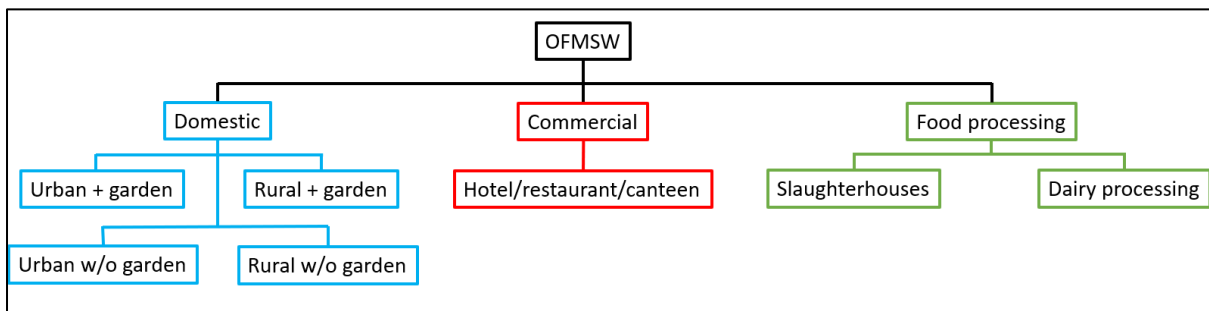 OFMSW
Domestic
Commercial
Food processing
Urban + garden
Rural + garden
Hotel/restaurant/canteen
Slaughterhouses
Dairy processing
Urban w/o garden
Rural w/o garden